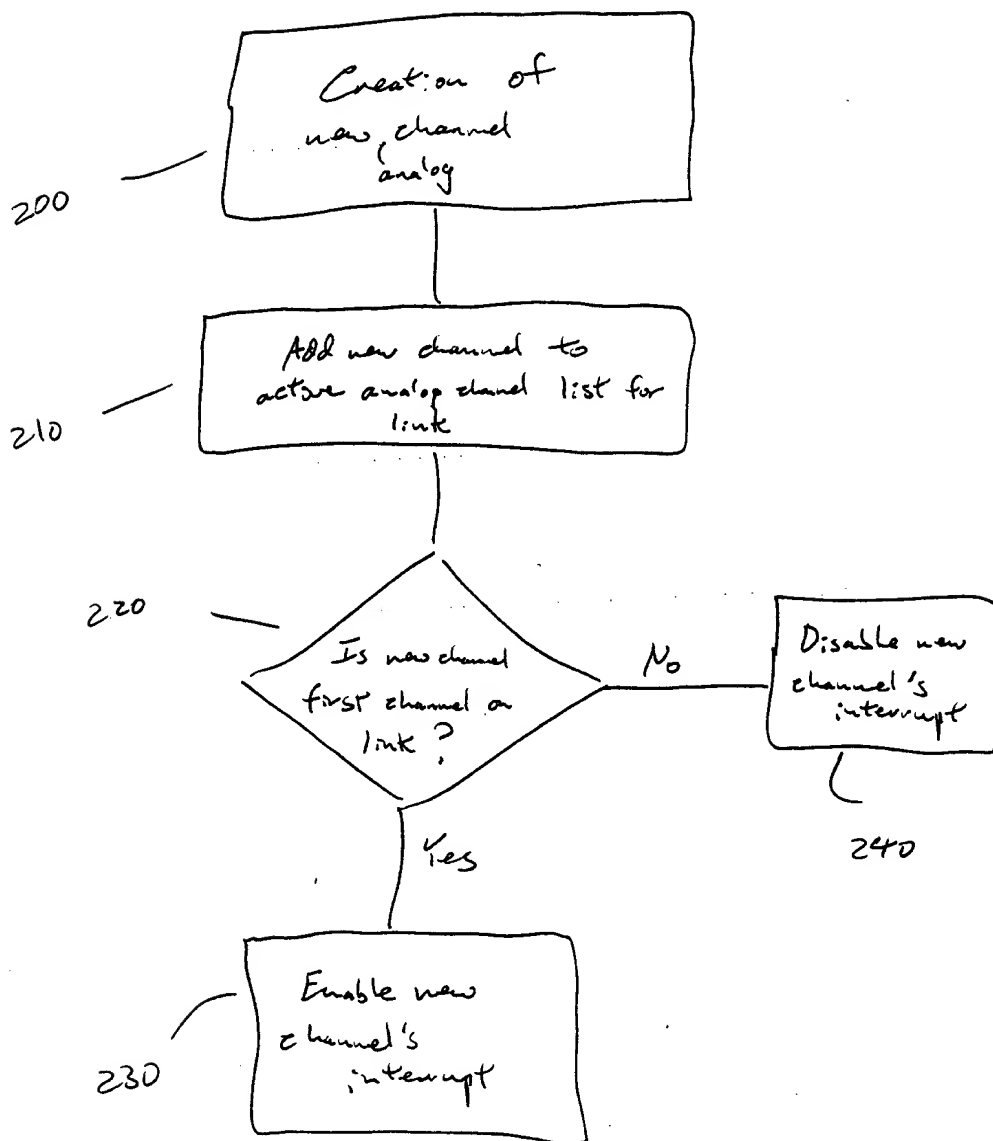 Creation of
new analog channel
200
Add new channel to
active analog channel list for
link
210
220
Is new channel
first channel on
link?
No
Disable new
channel's
interrupt
240
Yes
Enable new
channel's
interrupt
230